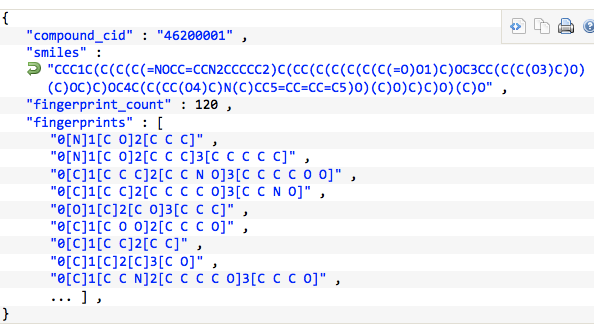 {
"compound_cid" : "46200001" ,
"smiles" :
"CCC1C(C(C(C(=NOCC=CCN2CCCCC2)C(CC(C(C(C(C(C(=O)O1)C)OC3CC(C(C(O3)C)O)
(C)OC)C)OC4C(C(CC(O4)C)N(C)CC5=CC=CC=C5)O)(C)O)C)C)O)(C)O" ,
"fingerprint_count" : 120 ,
"fingerprints" : [
"0[N]1[C O]2[C C C]" ,
"0[N]1[C O]2[C C C]3[C C C C C]" ,
"0[C]1[C C C]2[C C N O]3[C C C C O O]" ,
"0[C]1[C C]2[C C C C O]3[C C N O]" ,
"0[O]1[C]2[C O]3[C C C]" ,
"0[C]1[C O O]2[C C C O]" ,
"0[C]1[C C]2[C C]" ,
"0[C]1[C]2[C]3[C O]" ,
"0[C]1[C C N]2[C C C C O]3[C C C O]" ,
... ] ,
}